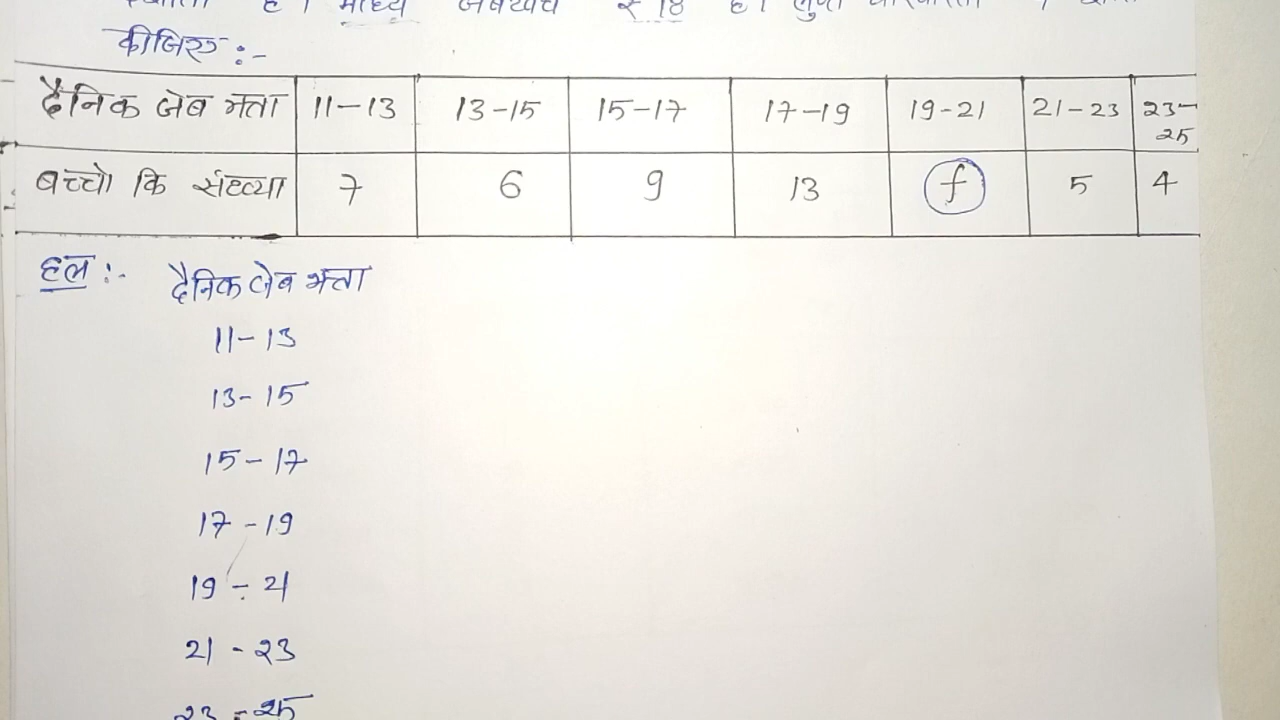 है। माध्य जेबखर्च ₹ 18 है। लुप्त
कीजिए :-
दैनिक जेब भत्ता 11-13 13-15 15-17 17-19 19-21 21-23 23-25
बच्चो कि संख्या 7 6 9 13 f 5 4
हल :- दैनिक जेब भत्ता
11-13
13-15
15-17
17-19
19-21
21-23
23-25